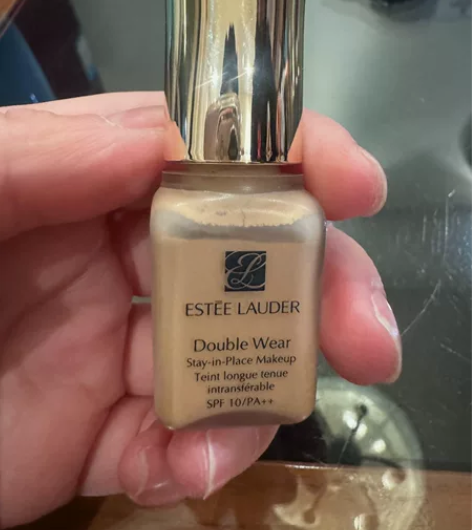 ESTĒE LAUDER
Double Wear
Stay-in-Place Makeup
Teint longue tenue
intransférable
SPF 10/PA++